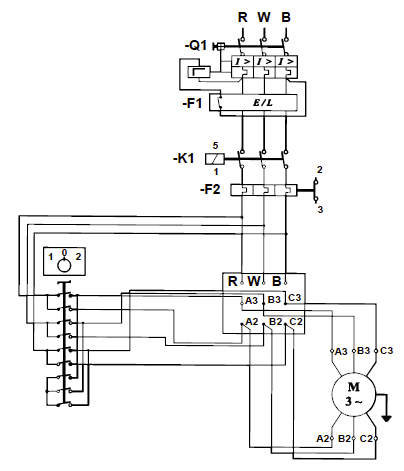 R W B
-Q1
I > I > I >
-F1
E/L
5
-K1
1
2
-F2
3
1 0 2
R W B
A3 B3 C3
A2 B2 C2
A3 B3 C3
M
3 ~
A2 B2 C2